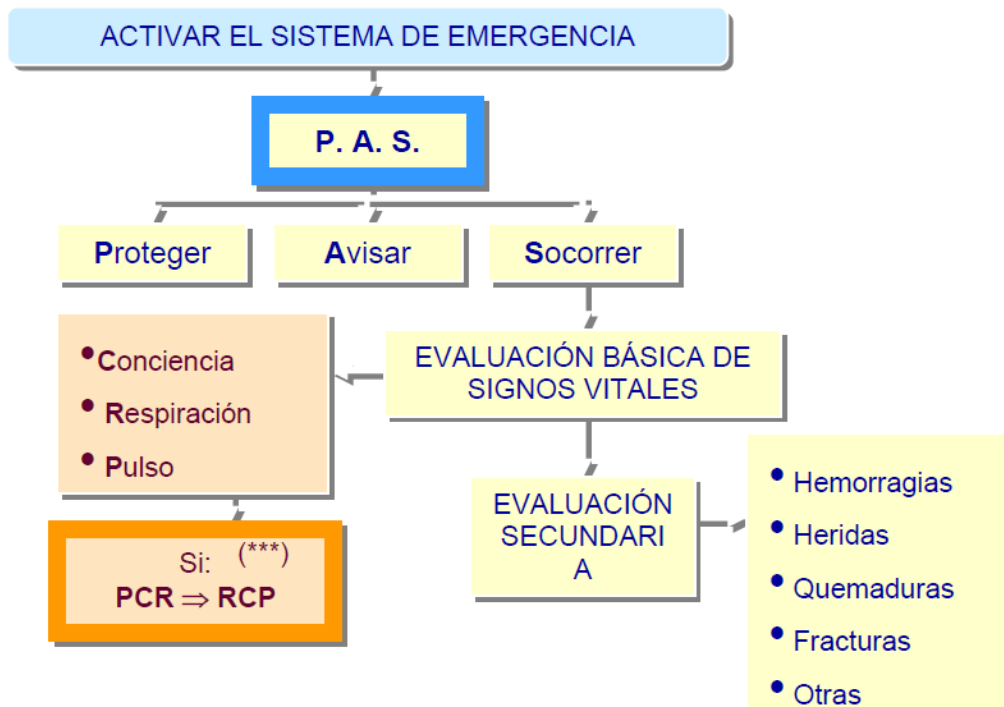 ACTIVAR EL SISTEMA DE EMERGENCIA
P. A. S.
Proteger
Avisar
Socorrer
EVALUACIÓN BÁSICA DE
SIGNOS VITALES
•Conciencia
• Respiración
• Pulso
Si: (***)
PCR ⇒ RCP
EVALUACIÓN
SECUNDARI
A
• Hemorragias
• Heridas
• Quemaduras
• Fracturas
• Otras